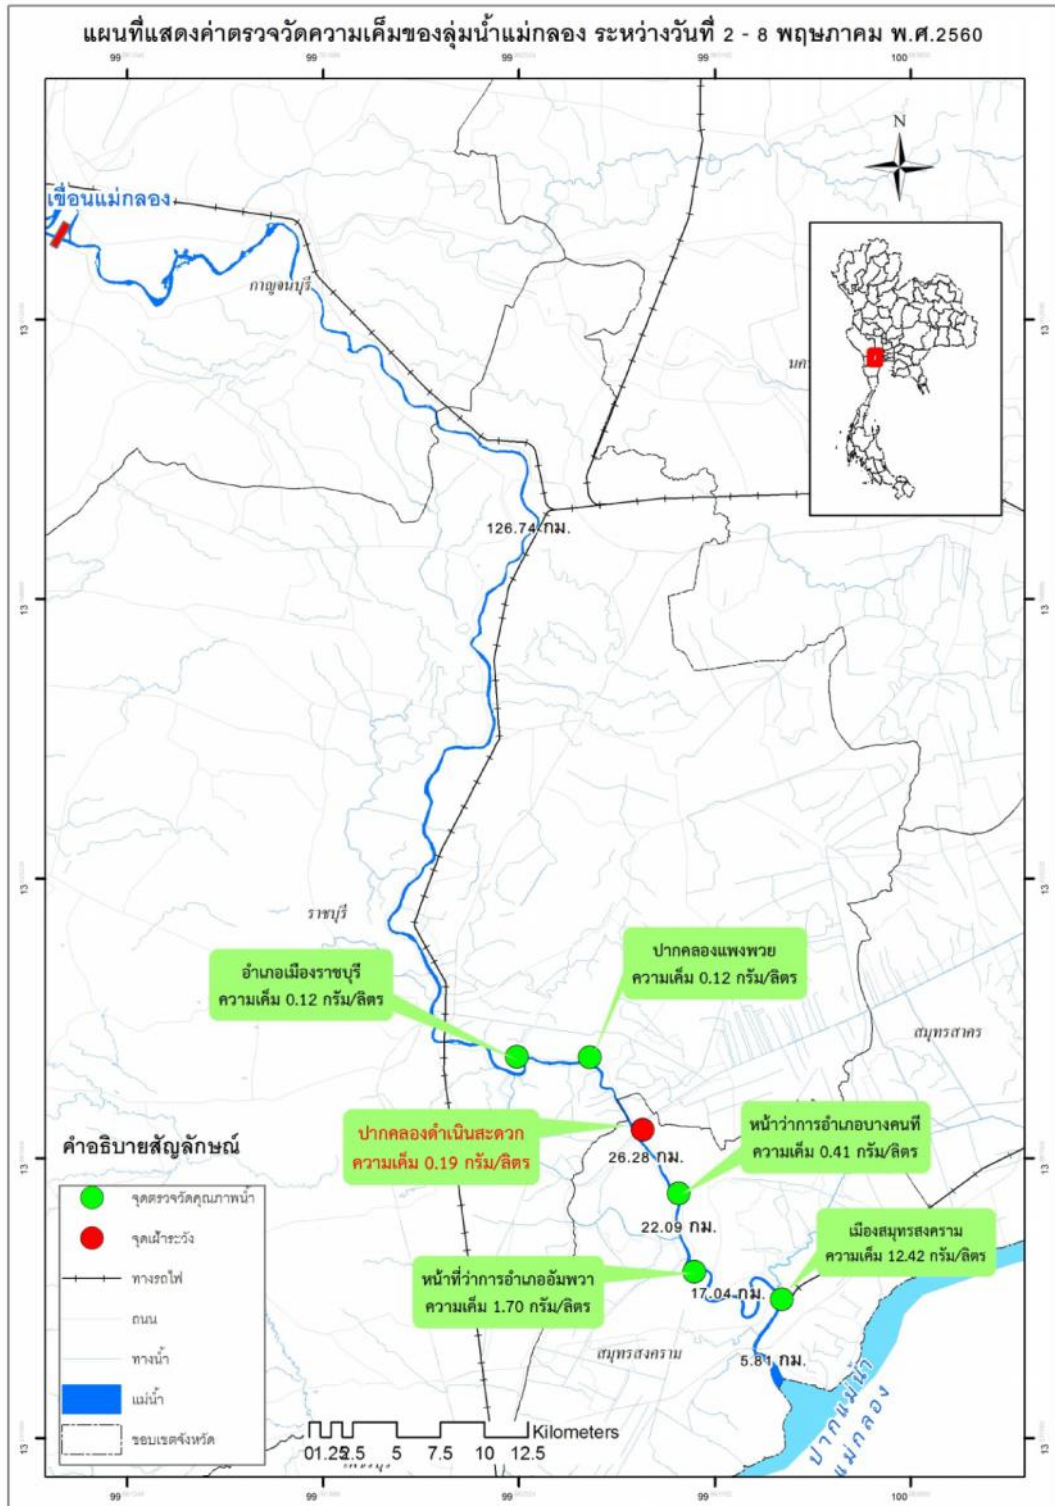 แผนที่แสดงค่าตรวจวัดความเค็มของลุ่มน้ำแม่กลอง ระหว่างวันที่ 2 - 8 พฤษภาคม พ.ศ.2560
N
เขื่อนแม่กลอง
กาญจนบุรี
126.74 กม.
ราชบุรี
ปากคลองแพงพวย
ความเค็ม 0.12 กรัม/ลิตร
อำเภอเมืองราชบุรี
ความเค็ม 0.12 กรัม/ลิตร
สมุทรสาคร
ปากคลองดำเนินสะดวก
ความเค็ม 0.19 กรัม/ลิตร
หน้าว่าการอำเภอบางคนที
ความเค็ม 0.41 กรัม/ลิตร
26.28 กม.
22.09 กม.
เมืองสมุทรสงคราม
ความเค็ม 12.42 กรัม/ลิตร
หน้าที่ว่าการอำเภออัมพวา
ความเค็ม 1.70 กรัม/ลิตร
17.04 กม.
สมุทรสงคราม
5.81 กม.
ปากแม่น้ำ
แม่กลอง
คำอธิบายสัญลักษณ์
จุดตรวจวัดคุณภาพน้ำ
จุดเฝ้าระวัง
ทางรถไฟ
ถนน
ทางน้ำ
แม่น้ำ
ขอบเขตจังหวัด
Kilometers
0 1.25 2.5 5 7.5 10 12.5